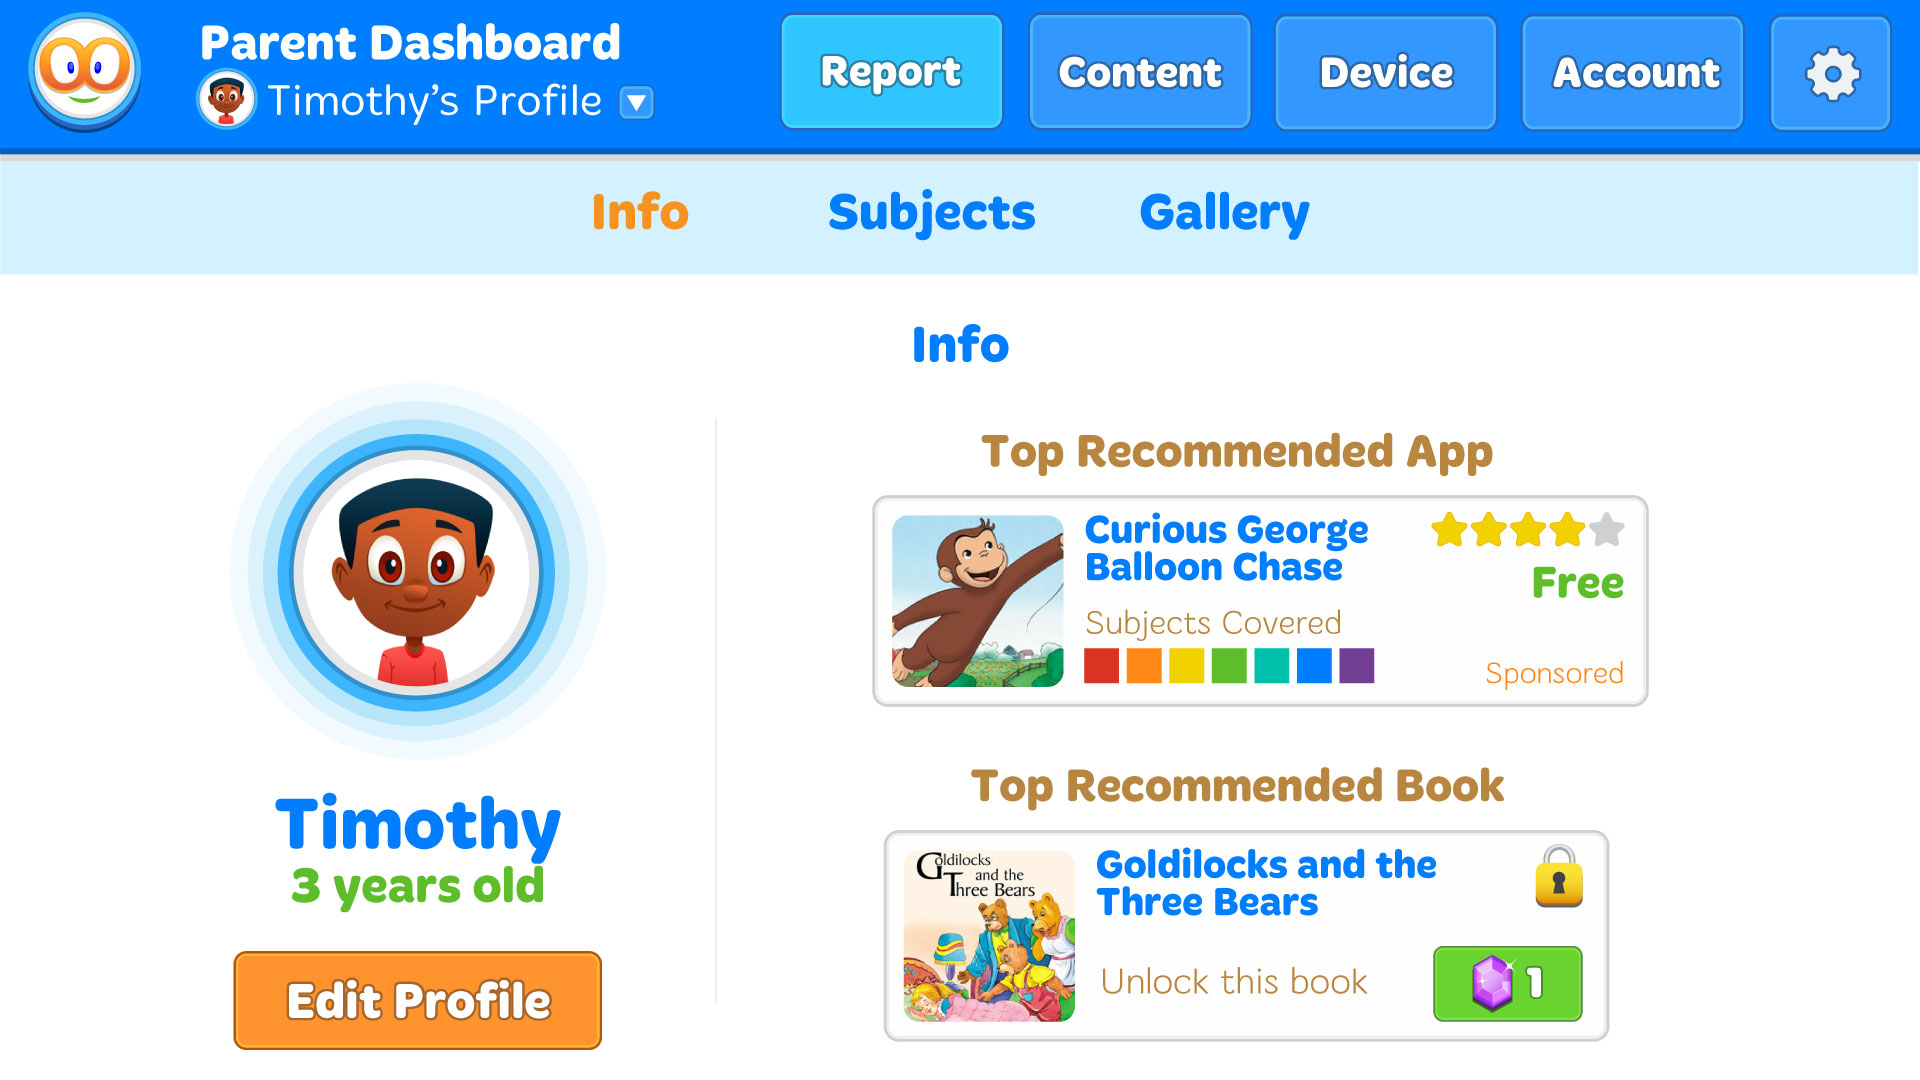 Parent Dashboard
Timothy's Profile
Report
Content
Device
Account
Info
Subjects
Gallery
Info
Timothy
3 years old
Edit Profile
Top Recommended App
Curious George
Balloon Chase
Free
Subjects Covered
Sponsored
Top Recommended Book
Goldilocks
and the
Three Bears
Goldilocks and the
Three Bears
Unlock this book
1